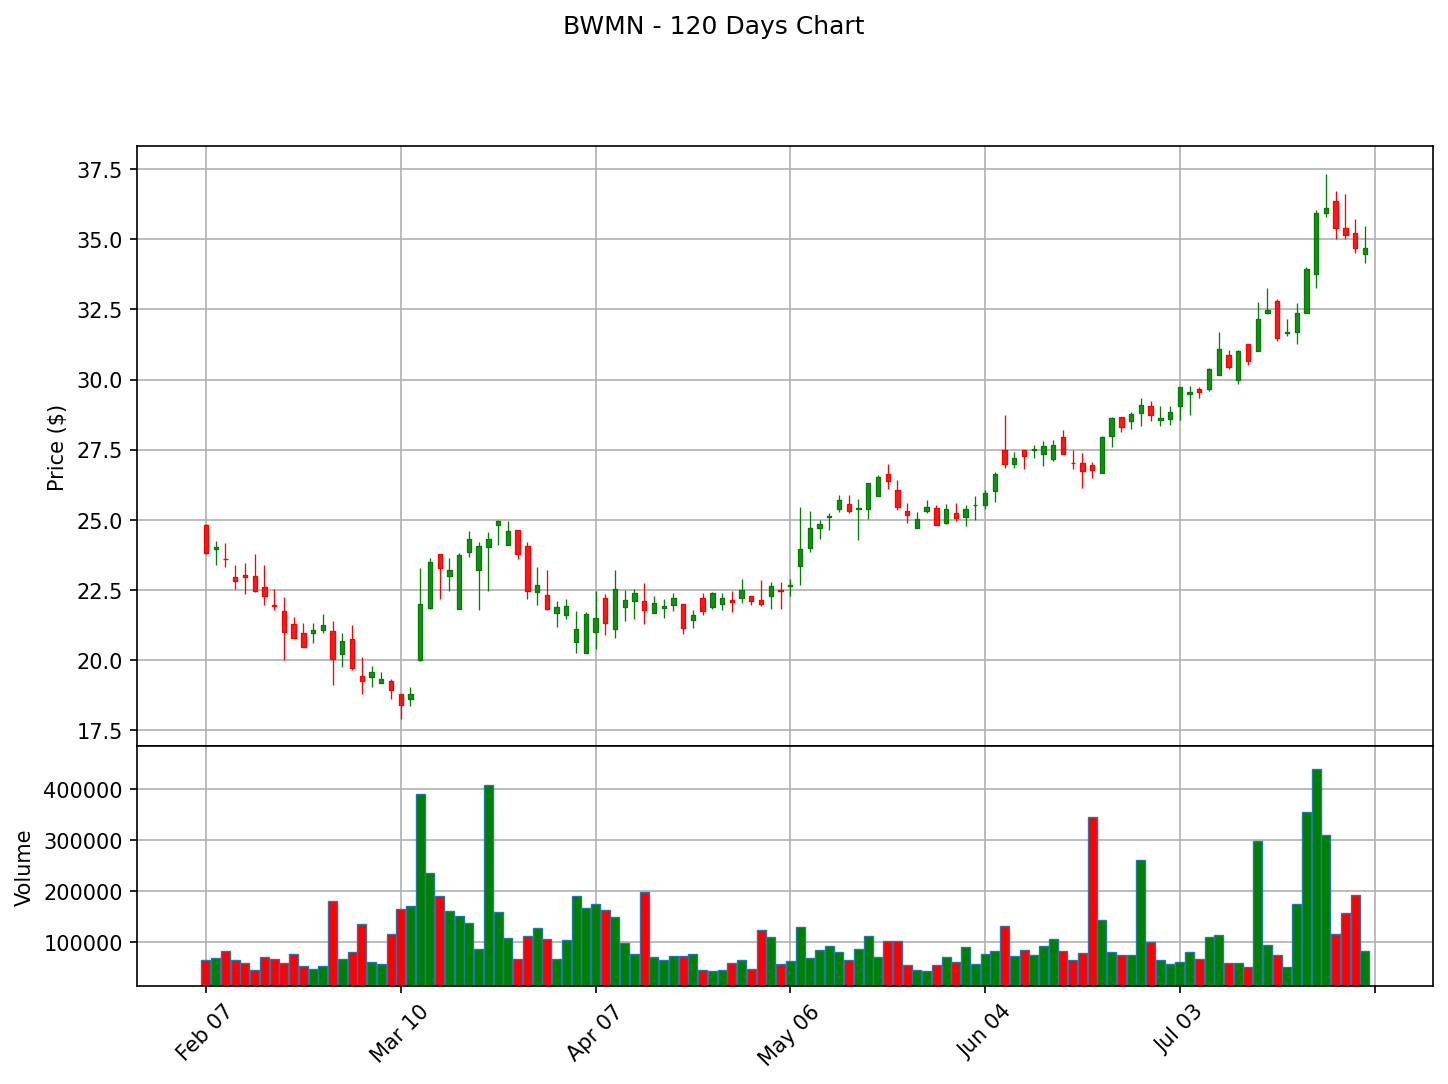 BWMN - 120 Days Chart
37.5
35.0
32.5
30.0
27.5
25.0
22.5
20.0
17.5
Price ($)
400000
300000
200000
100000
Volume
Feb 07
Mar 10
Apr 07
May 06
Jun 04
Jul 03